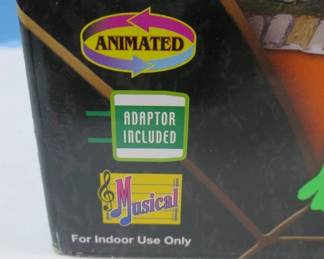 ANIMATED
ADAPTOR
INCLUDED
Musical
For Indoor Use Only